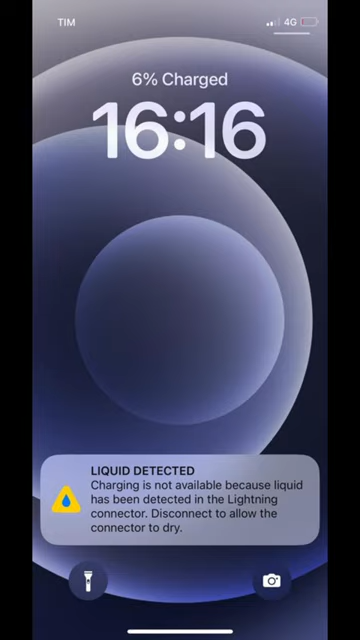 TIM 4G
6% Charged
16:16
LIQUID DETECTED
Charging is not available because liquid
has been detected in the Lightning
connector. Disconnect to allow the
connector to dry.